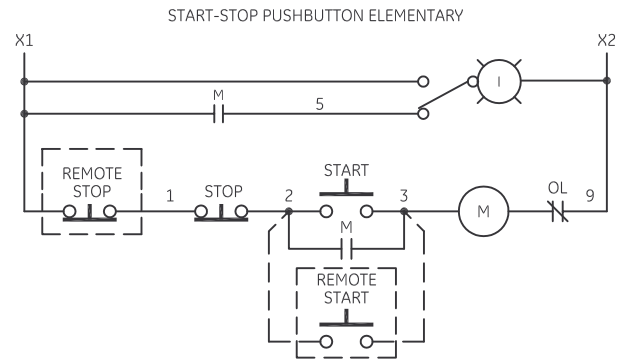 START-STOP PUSHBUTTON ELEMENTARY
X1
X2
I
M
5
REMOTE
STOP
1
STOP
2
START
3
M
OL
9
M
REMOTE
START